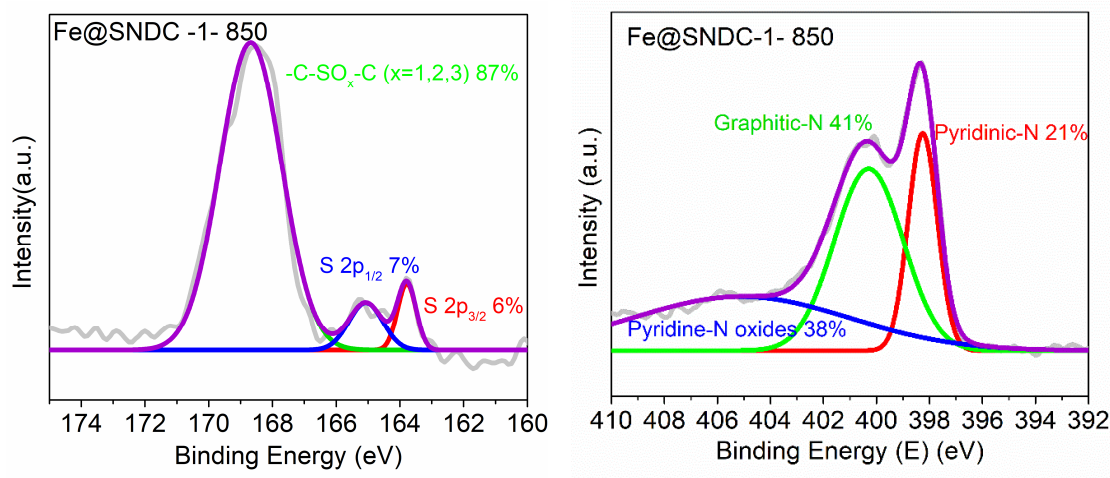 Fe@SNDC -1- 850
-C-SOx-C (x=1,2,3) 87%
S 2p1/2 7%
S 2p3/2 6%
Intensity(a.u.)
174 172 170 168 166 164 162 160
Binding Energy (eV)
Fe@SNDC-1- 850
Graphitic-N 41%
Pyridinic-N 21%
Pyridine-N oxides 38%
Intensity (a.u.)
410 408 406 404 402 400 398 396 394 392
Binding Energy (E) (eV)